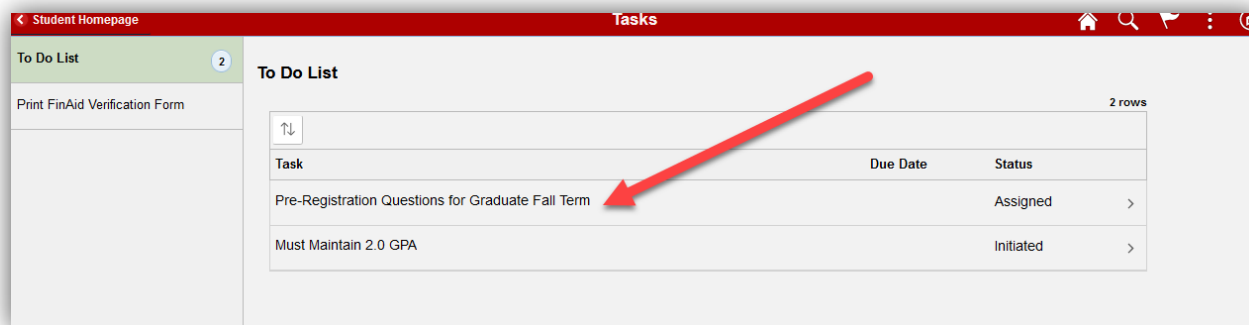 Student Homepage
Tasks
To Do List 2
Print FinAid Verification Form
To Do List
2 rows
Task Due Date Status
Pre-Registration Questions for Graduate Fall Term Assigned
Must Maintain 2.0 GPA Initiated